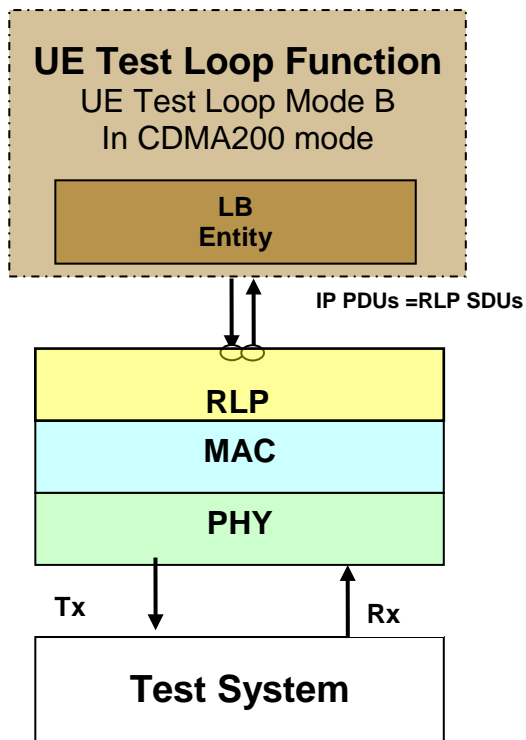 UE Test Loop Function
UE Test Loop Mode B
In CDMA200 mode
LB
Entity
IP PDUs =RLP SDUs
RLP
MAC
PHY
Tx
Rx
Test System